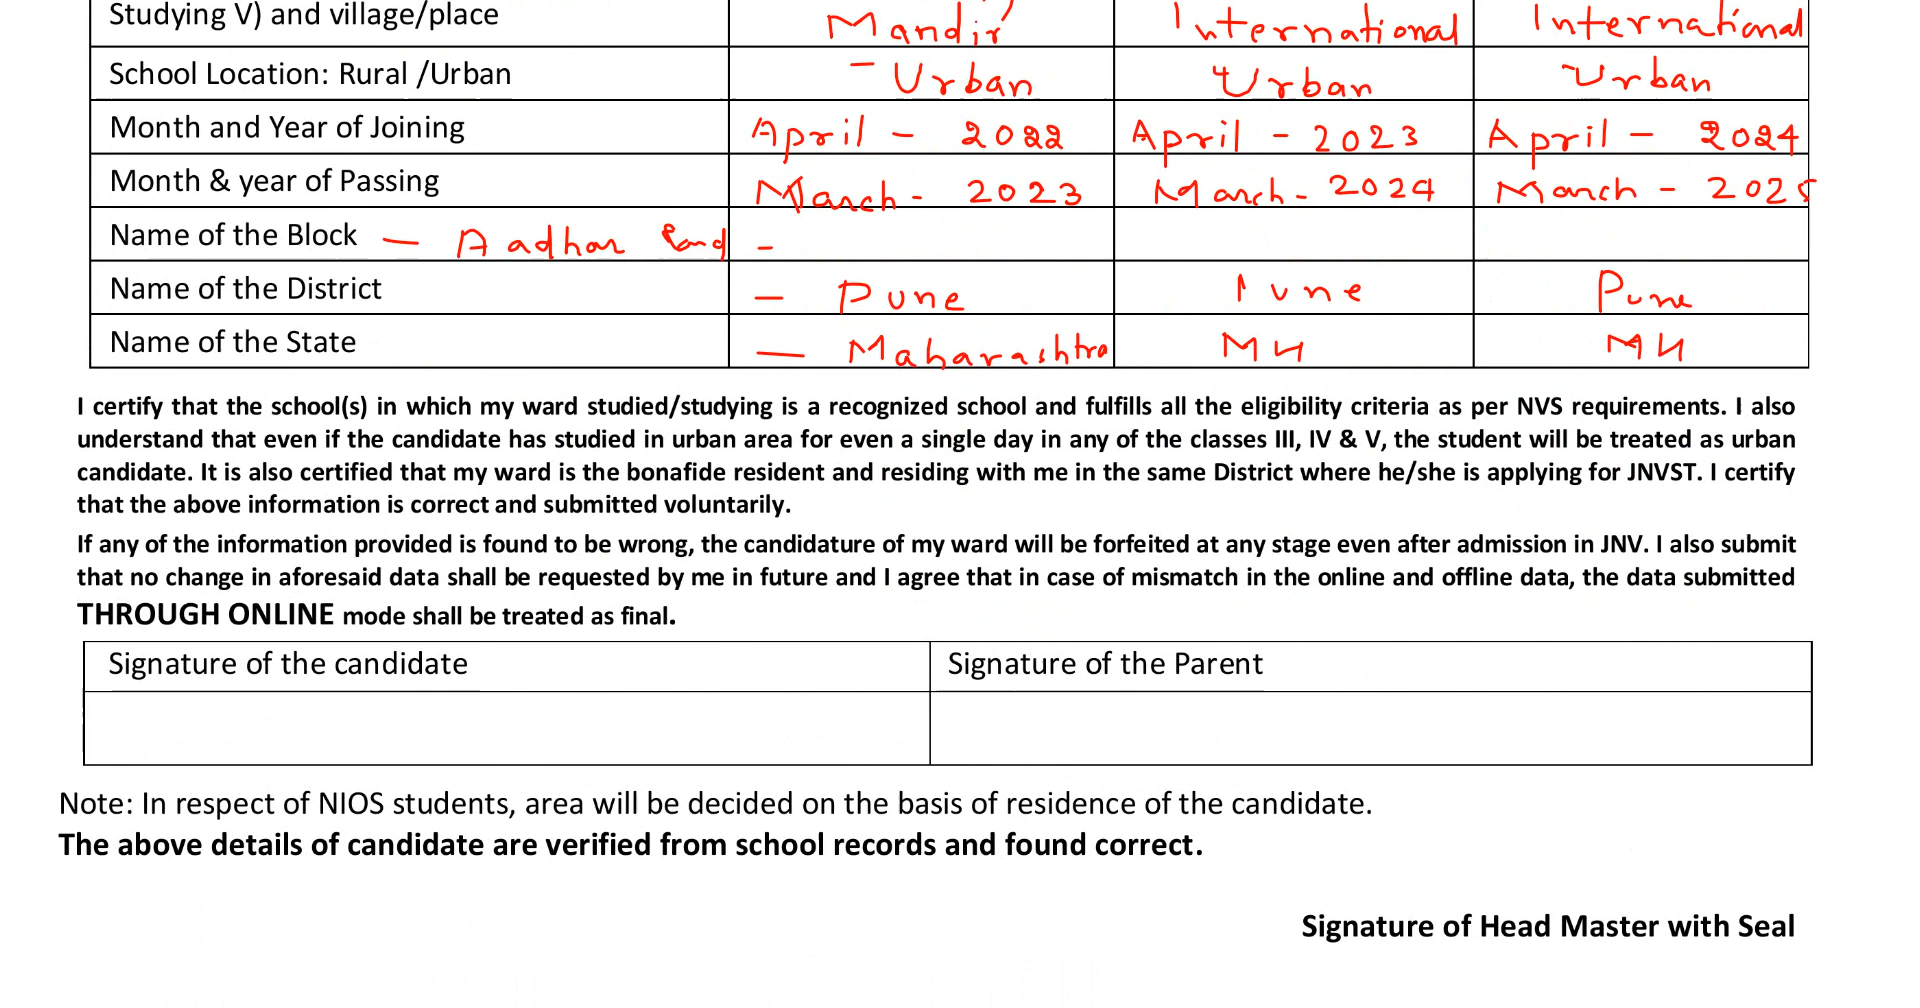 Studying V) and village/place Mandir International International
School Location: Rural /Urban - Urban Urban Urban
Month and Year of Joining April - 2022 April - 2023 April - 2024
Month & year of Passing March - 2023 March - 2024 March - 2025
Name of the Block - Aadhar -
Name of the District - Pune Pune Pune
Name of the State - Maharashtra MH MH
I certify that the school(s) in which my ward studied/studying is a recognized school and fulfills all the eligibility criteria as per NVS requirements. I also
understand that even if the candidate has studied in urban area for even a single day in any of the classes III, IV & V, the student will be treated as urban
candidate. It is also certified that my ward is the bonafide resident and residing with me in the same District where he/she is applying for JNVST. I certify
that the above information is correct and submitted voluntarily.
If any of the information provided is found to be wrong, the candidature of my ward will be forfeited at any stage even after admission in JNV. I also submit
that no change in aforesaid data shall be requested by me in future and I agree that in case of mismatch in the online and offline data, the data submitted
THROUGH ONLINE mode shall be treated as final.
Signature of the candidate Signature of the Parent
Note: In respect of NIOS students, area will be decided on the basis of residence of the candidate.
The above details of candidate are verified from school records and found correct.
Signature of Head Master with Seal